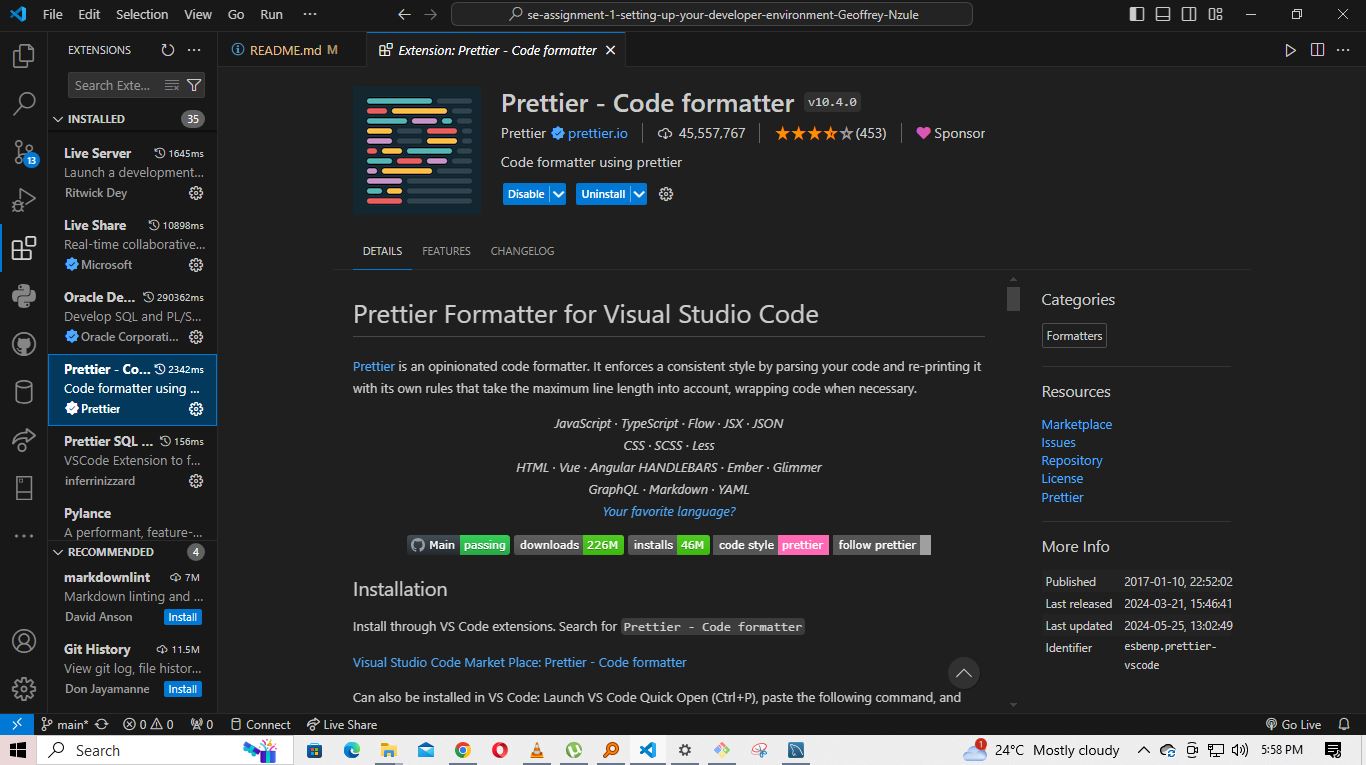 File Edit Selection View Go Run ···
se-assignment-1-setting-up-your-developer-environment-Geoffrey-Nzule
EXTENSIONS
Search Exte...
INSTALLED 35
Live Server 1645ms
Launch a development...
Ritwick Dey
Live Share 10898ms
Real-time collaborative...
Microsoft
Oracle De... 290362ms
Develop SQL and PL/S...
Oracle Corporati...
Prettier - Co... 2342ms
Code formatter using ...
Prettier
Prettier SQL ... 156ms
VSCode Extension to f...
inferrinizzard
Pylance
A performant, feature-...
RECOMMENDED 4
markdownlint 7M
Markdown linting and ...
David Anson Install
Git History 11.5M
View git log, file histor...
Don Jayamanne Install
13
README.md M
Extension: Prettier - Code formatter
Prettier - Code formatter v10.4.0
Prettier prettier.io 45,557,767 (453) Sponsor
Code formatter using prettier
Disable Uninstall
DETAILS FEATURES CHANGELOG
Prettier Formatter for Visual Studio Code
Prettier is an opinionated code formatter. It enforces a consistent style by parsing your code and re-printing it
with its own rules that take the maximum line length into account, wrapping code when necessary.
JavaScript · TypeScript · Flow · JSX · JSON
CSS · SCSS · Less
HTML · Vue · Angular HANDLEBARS · Ember · Glimmer
GraphQL · Markdown · YAML
Your favorite language?
Main passing downloads 226M installs 46M code style prettier follow prettier
Installation
Install through VS Code extensions. Search for Prettier - Code formatter
Visual Studio Code Market Place: Prettier - Code formatter
Can also be installed in VS Code: Launch VS Code Quick Open (Ctrl+P), paste the following command, and
Categories
Formatters
Resources
Marketplace
Issues
Repository
License
Prettier
More Info
Published 2017-01-10, 22:52:02
Last released 2024-03-21, 15:46:41
Last updated 2024-05-25, 13:02:49
Identifier esbenp.prettier-
vscode
main* 0 0 0 Connect Live Share Go Live
Search 1 24°C Mostly cloudy 5:58 PM